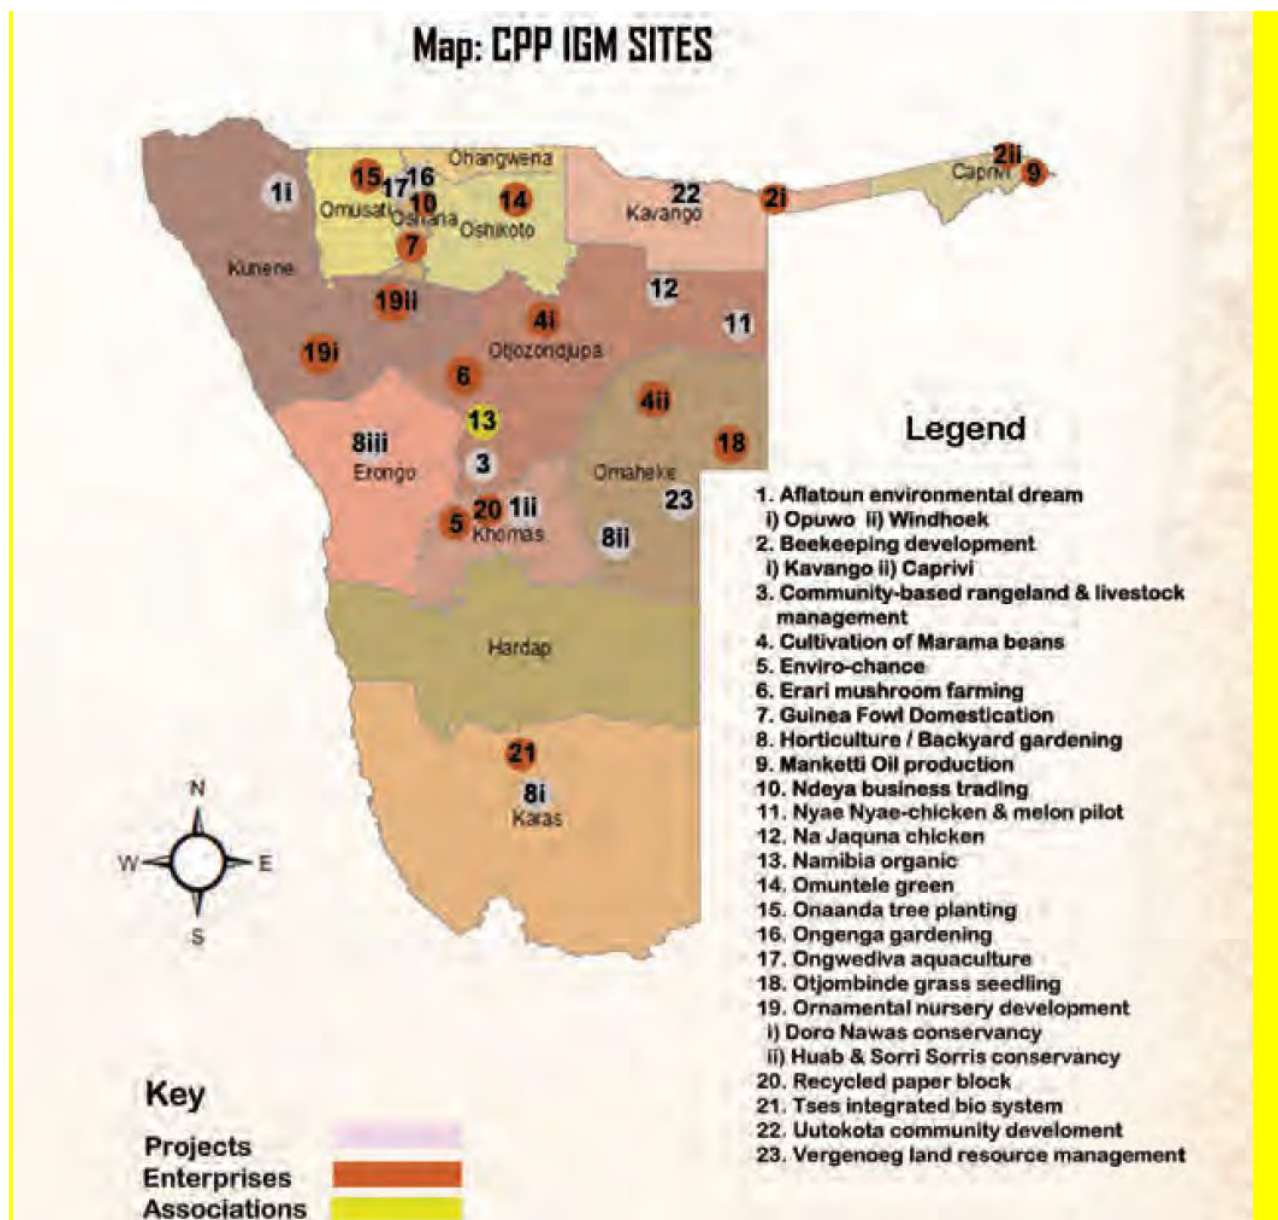 Map: CPP IGM SITES
Ohangwena
15
16
17
1i
10
14
22
2i
2ii
9
Caprivi
Omusati
Oshana
Oshikoto
Kavango
7
Kunene
19ii
12
4i
11
19i
Otjozondjupa
6
4ii
13
18
8iii
3
Erongo
Omaheke
23
20
1ii
5
Khomas
8ii
Hardap
21
8i
Karas
N
W
E
S
Legend
1. Aflatoun environmental dream
i) Opuwo ii) Windhoek
2. Beekeeping development
i) Kavango ii) Caprivi
3. Community-based rangeland & livestock
management
4. Cultivation of Marama beans
5. Enviro-chance
6. Erari mushroom farming
7. Guinea Fowl Domestication
8. Horticulture / Backyard gardening
9. Manketti Oil production
10. Ndeya business trading
11. Nyae Nyae-chicken & melon pilot
12. Na Jaquna chicken
13. Namibia organic
14. Omuntele green
15. Onaanda tree planting
16. Ongenga gardening
17. Ongwediva aquaculture
18. Otjombinde grass seedling
19. Ornamental nursery development
i) Doro Nawas conservancy
ii) Huab & Sorri Sorris conservancy
20. Recycled paper block
21. Tses integrated bio system
22. Uutokota community develoment
23. Vergenoeg land resource management
Key
Projects
Enterprises
Associations